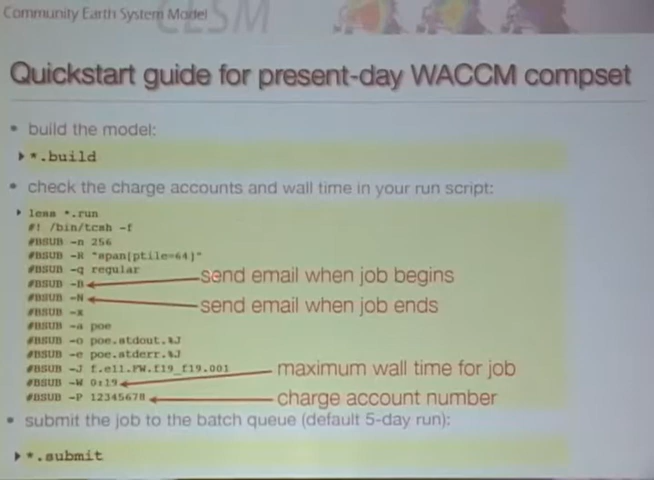 Community Earth System Model
CESM
Quickstart guide for present-day WACCM compset
• build the model:
*.build
• check the charge accounts and wall time in your run script:
less *.run
#! /bin/tcsh -f
#BSUB -n 256
#BSUB -R "span[ptile=64]"
#BSUB -q regular
#BSUB -B send email when job begins
#BSUB -N send email when job ends
#BSUB -x
#BSUB -a poe
#BSUB -o poe.stdout.%J
#BSUB -e poe.stderr.%J
#BSUB -J f.e11.FW.f19_f19.001 maximum wall time for job
#BSUB -W 0:19
#BSUB -P 12345678 charge account number
• submit the job to the batch queue (default 5-day run):
*.submit